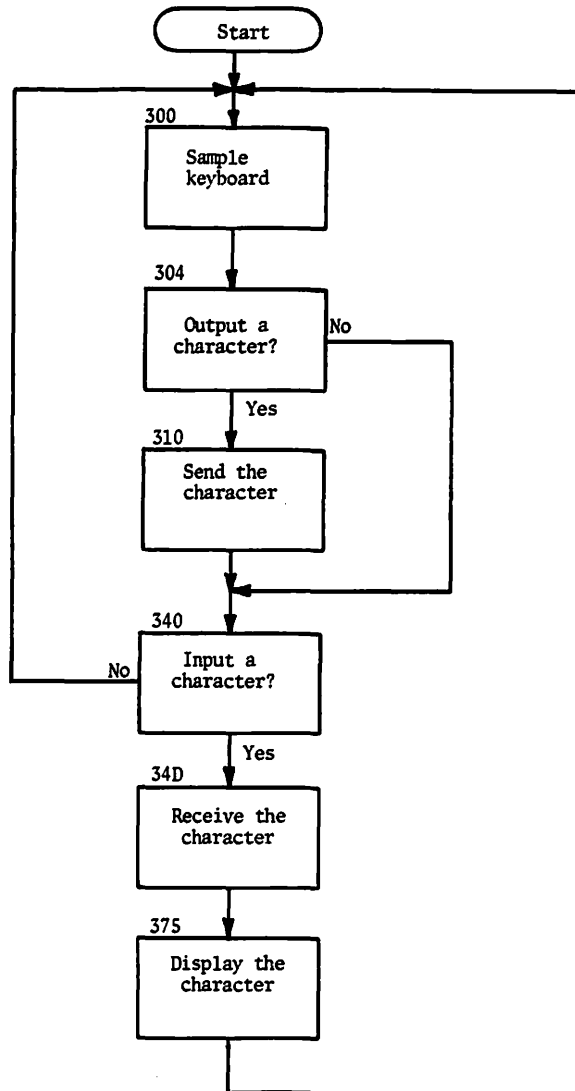 Start
300
Sample
keyboard
304
Output a
character?
No
Yes
310
Send the
character
340
Input a
character?
No
Yes
34D
Receive the
character
375
Display the
character